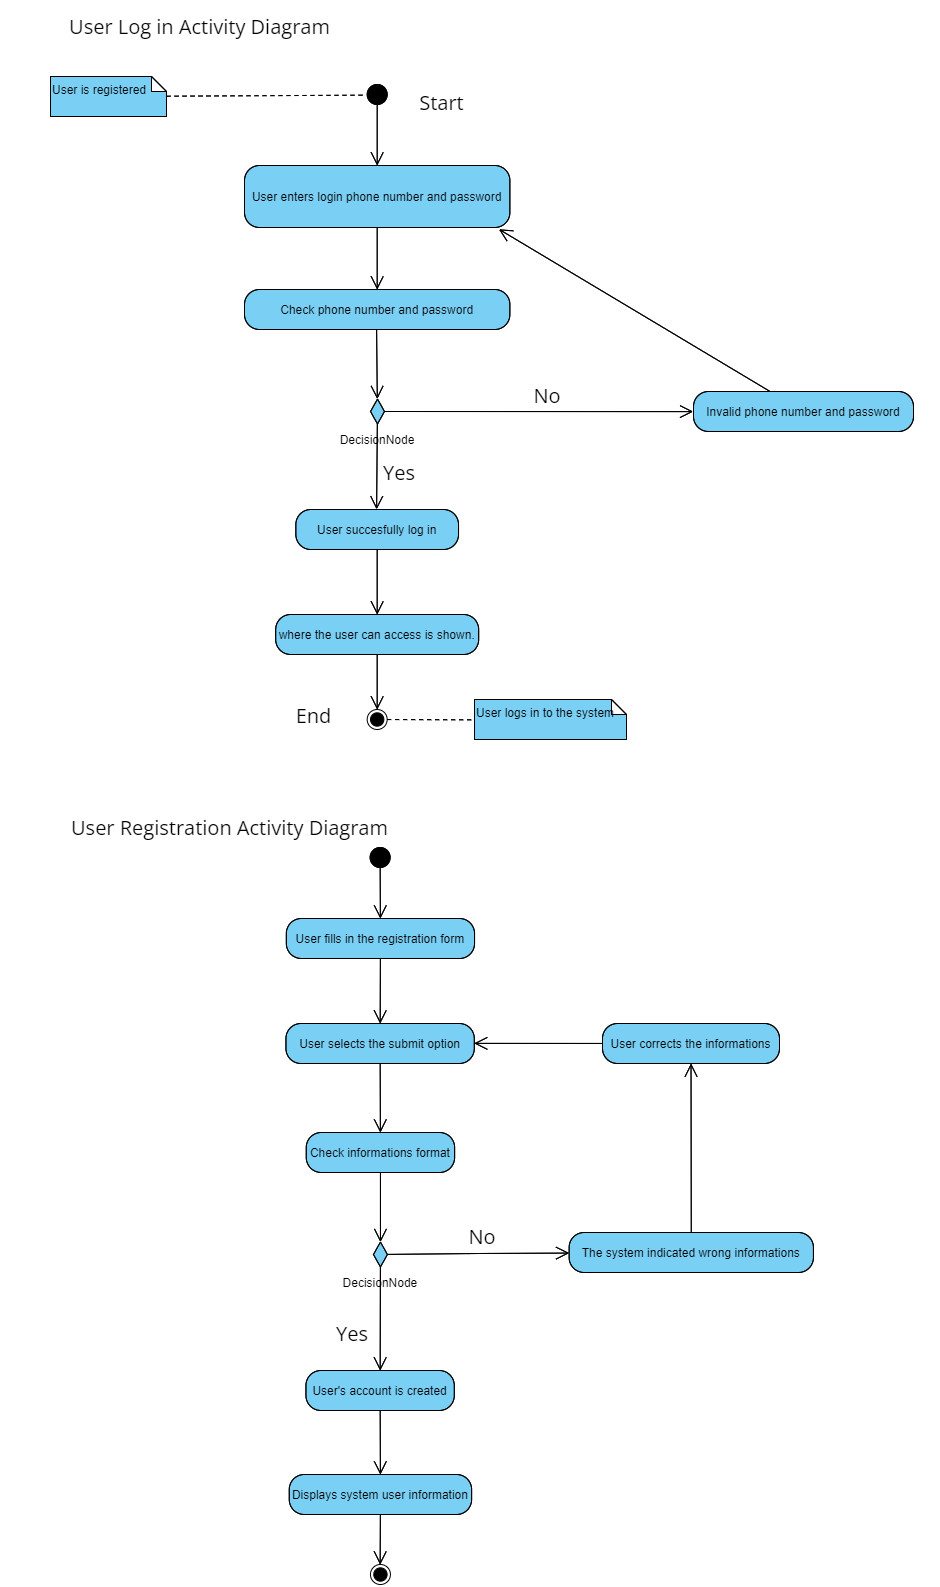 User Log in Activity Diagram
User is registered
Start
User enters login phone number and password
Check phone number and password
No
Invalid phone number and password
DecisionNode
Yes
User succesfully log in
where the user can access is shown.
End
User logs in to the system
User Registration Activity Diagram
User fills in the registration form
User selects the submit option
User corrects the informations
Check informations format
No
The system indicated wrong informations
DecisionNode
Yes
User's account is created
Displays system user information